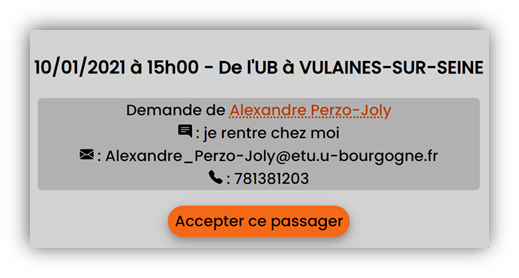 10/01/2021 à 15h00 - De l'UB à VULAINES-SUR-SEINE
Demande de Alexandre Perzo-Joly
: je rentre chez moi
: Alexandre_Perzo-Joly@etu.u-bourgogne.fr
: 781381203
Accepter ce passager